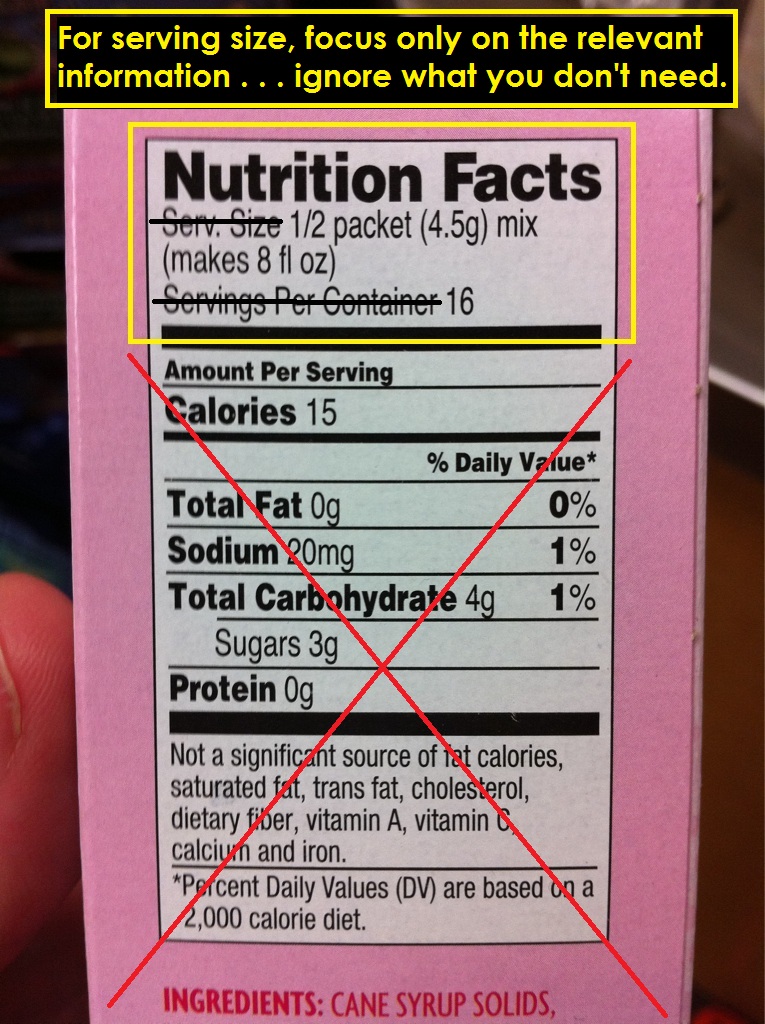 For serving size, focus only on the relevant
information . . . ignore what you don't need.
Nutrition Facts
Serv. Size 1/2 packet (4.5g) mix
(makes 8 fl oz)
Servings Per Container 16
Amount Per Serving
Calories 15
% Daily Value*
Total Fat 0g 0%
Sodium 20mg 1%
Total Carbohydrate 4g 1%
Sugars 3g
Protein 0g
Not a significant source of fat calories,
saturated fat, trans fat, cholesterol,
dietary fiber, vitamin A, vitamin C,
calcium and iron.
*Percent Daily Values (DV) are based on a
2,000 calorie diet.
INGREDIENTS: CANE SYRUP SOLIDS,